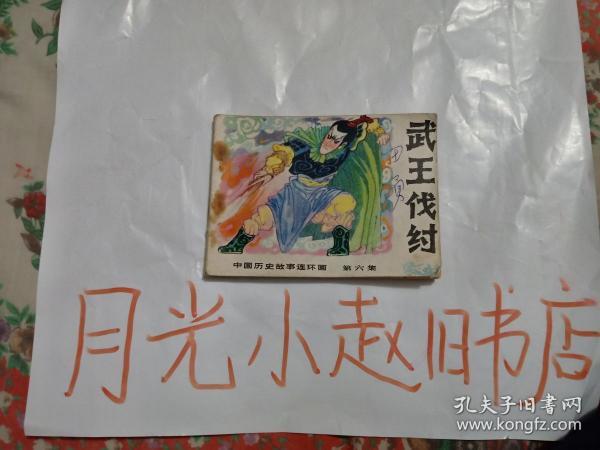 武王伐纣
中国历史故事连环画 第六集
月光小赵旧书店
孔夫子旧书网
www.kongfz.com